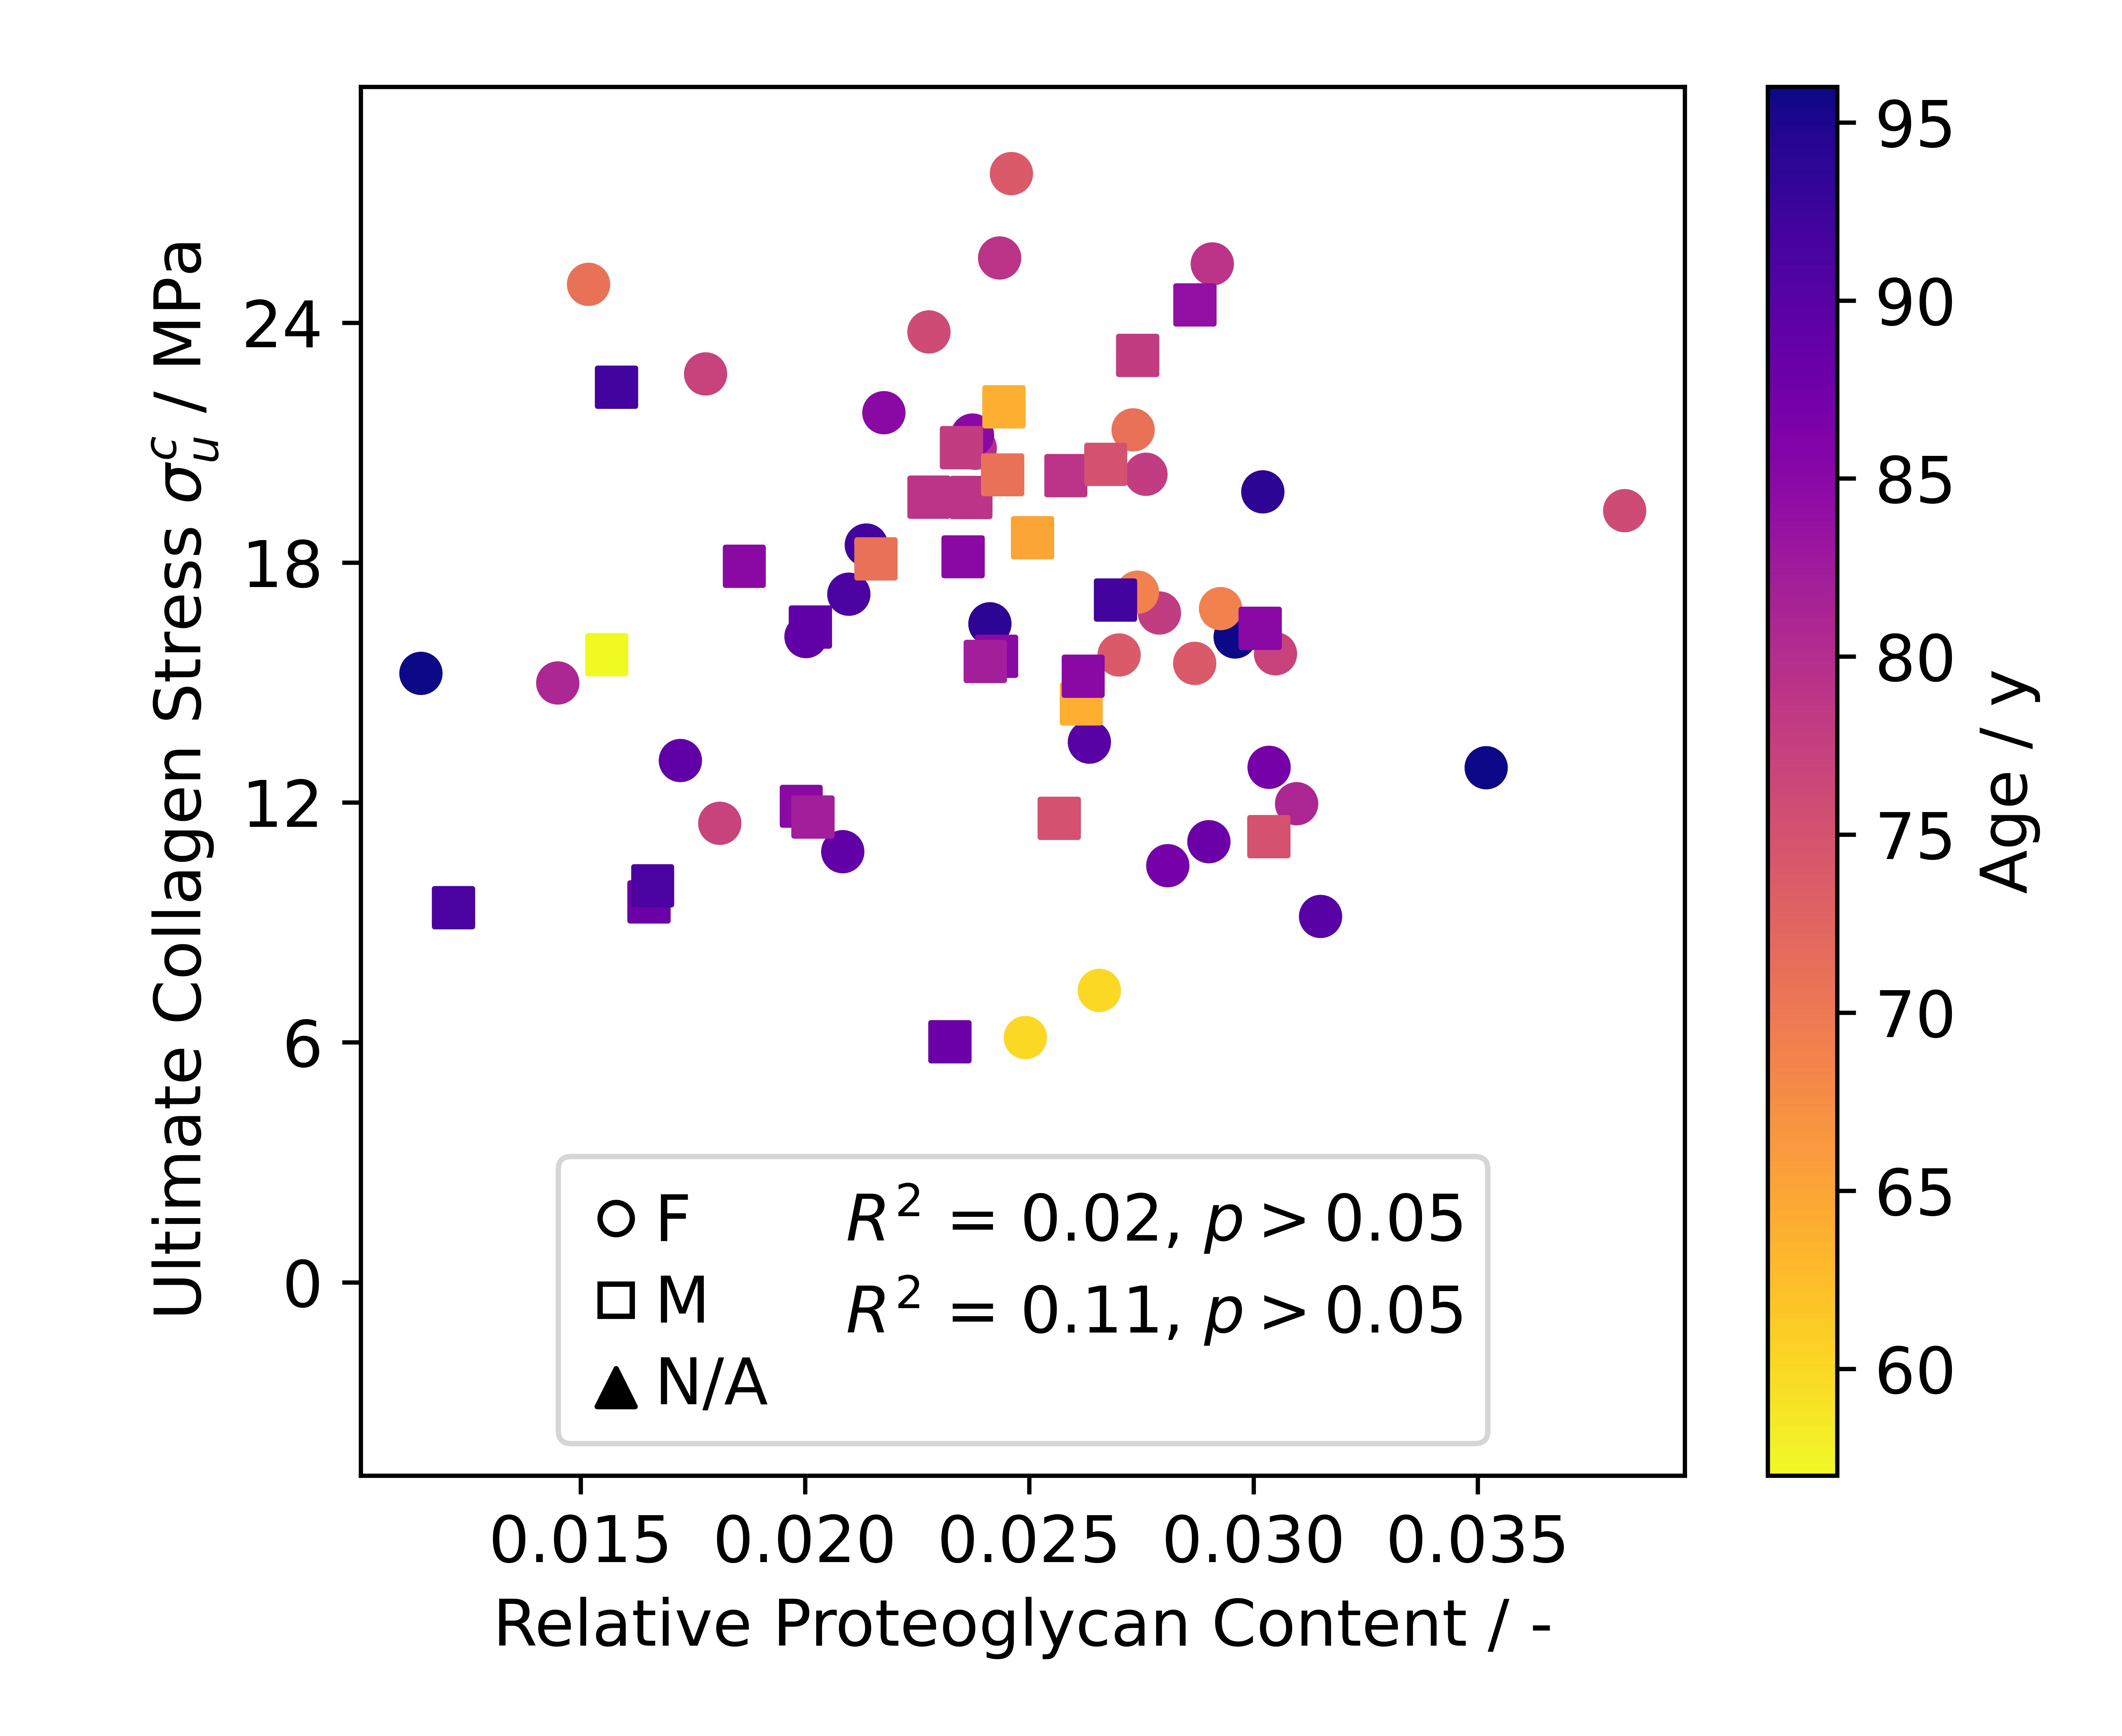 Ultimate Collagen Stress σ_u^c / MPa
24
18
12
6
0
F R² = 0.02, p > 0.05
M R² = 0.11, p > 0.05
N/A
0.015 0.020 0.025 0.030 0.035
Relative Proteoglycan Content / -
95
90
85
80
75
70
65
60
Age / y